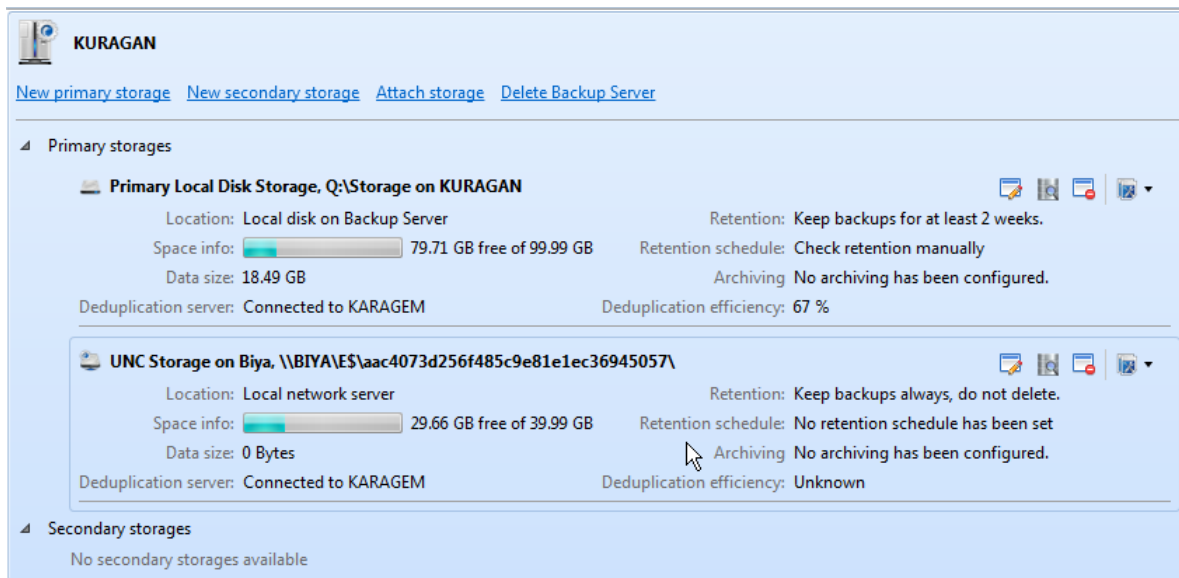 KURAGAN
New primary storage New secondary storage Attach storage Delete Backup Server
Primary storages
Primary Local Disk Storage, Q:\Storage on KURAGAN
Location: Local disk on Backup Server Retention: Keep backups for at least 2 weeks.
Space info: 79.71 GB free of 99.99 GB Retention schedule: Check retention manually
Data size: 18.49 GB Archiving No archiving has been configured.
Deduplication server: Connected to KARAGEM Deduplication efficiency: 67 %
UNC Storage on Biya, \\BIYA\E$\aac4073d256f485c9e81e1ec36945057\
Location: Local network server Retention: Keep backups always, do not delete.
Space info: 29.66 GB free of 39.99 GB Retention schedule: No retention schedule has been set
Data size: 0 Bytes Archiving No archiving has been configured.
Deduplication server: Connected to KARAGEM Deduplication efficiency: Unknown
Secondary storages
No secondary storages available